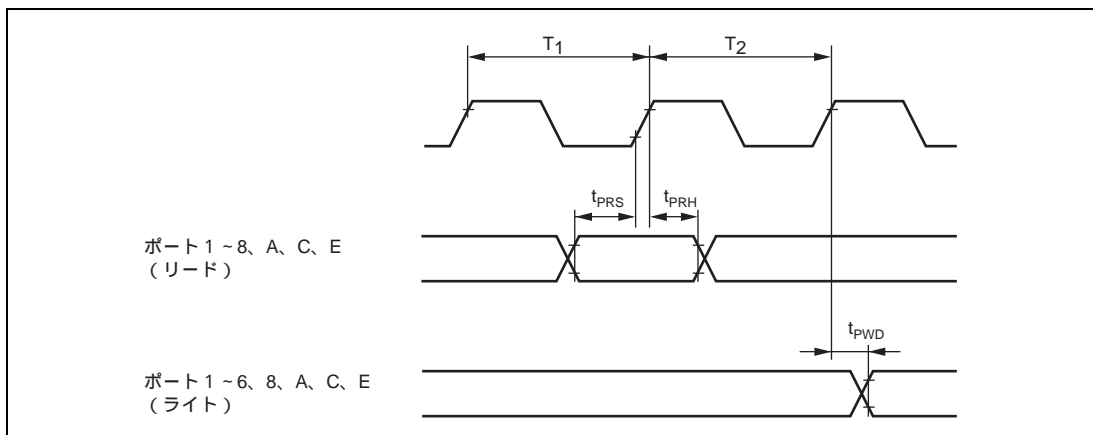 T1 T2
tPRS tPRH
ポート1~8、A、C、E
（リード）
tPWD
ポート1~6、8、A、C、E
（ライト）